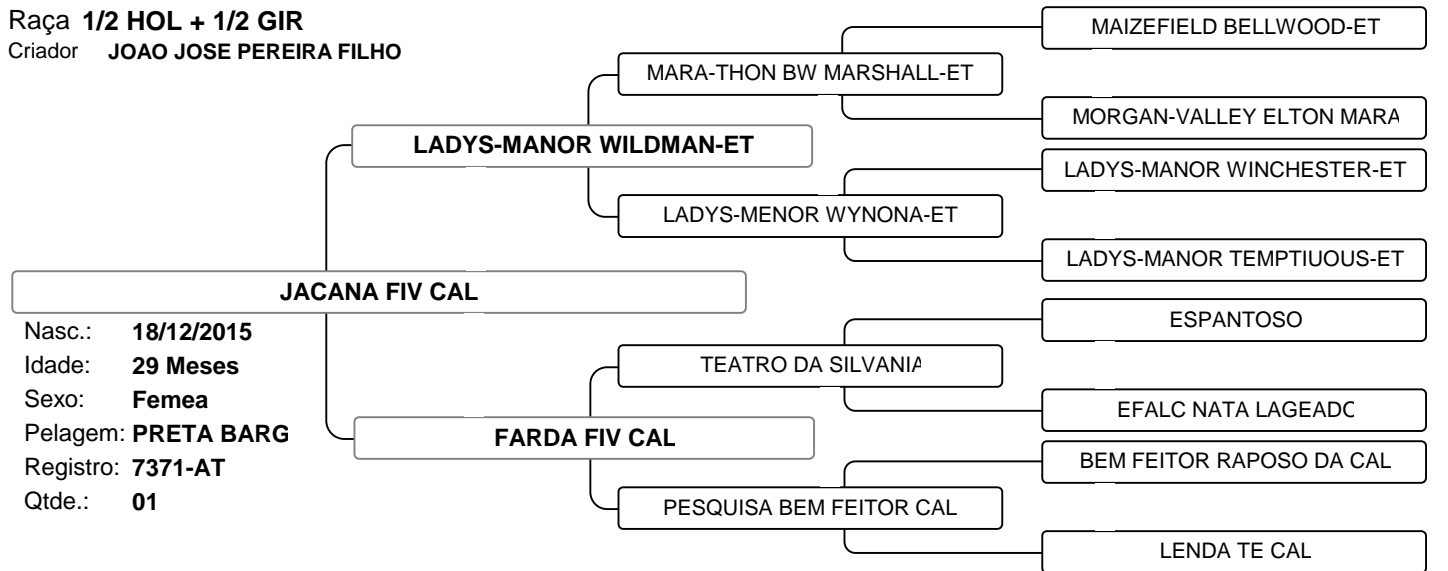 Raça 1/2 HOL + 1/2 GIR
Criador JOAO JOSE PEREIRA FILHO
MAIZEFIELD BELLWOOD-ET
MARA-THON BW MARSHALL-ET
MORGAN-VALLEY ELTON MARA
LADYS-MANOR WILDMAN-ET
LADYS-MANOR WINCHESTER-ET
LADYS-MENOR WYNONA-ET
LADYS-MANOR TEMPTIUOUS-ET
JACANA FIV CAL
Nasc.: 18/12/2015
Idade: 29 Meses
Sexo: Femea
Pelagem: PRETA BARG
Registro: 7371-AT
Qtde.: 01
ESPANTOSO
TEATRO DA SILVANIA
EFALC NATA LAGEADO
FARDA FIV CAL
BEM FEITOR RAPOSO DA CAL
PESQUISA BEM FEITOR CAL
LENDA TE CAL